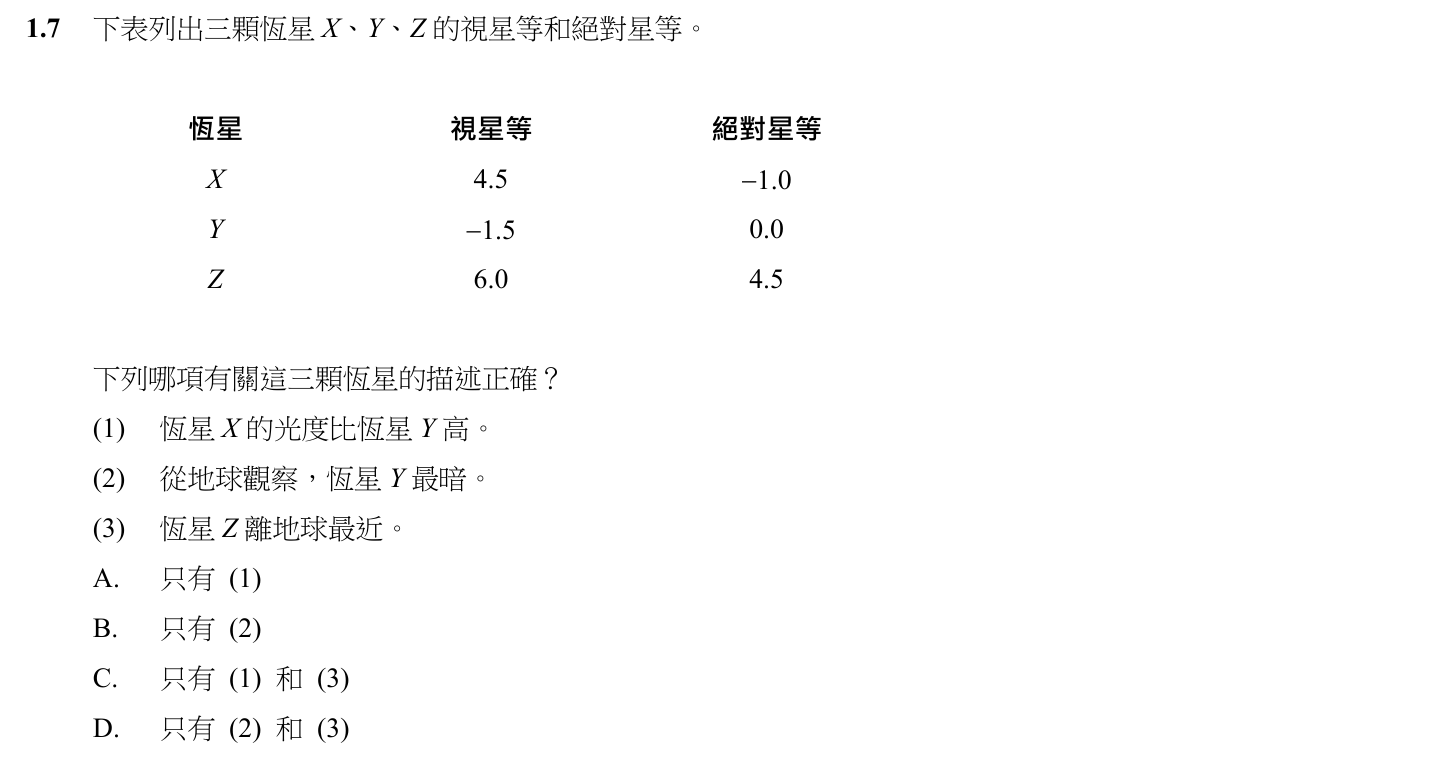 1.7 下表列出三顆恆星 X、Y、Z 的視星等和絕對星等。
恆星 視星等 絕對星等
X 4.5 –1.0
Y –1.5 0.0
Z 6.0 4.5
下列哪項有關這三顆恆星的描述正確？
(1) 恆星 X 的光度比恆星 Y 高。
(2) 從地球觀察，恆星 Y 最暗。
(3) 恆星 Z 離地球最近。
A. 只有 (1)
B. 只有 (2)
C. 只有 (1) 和 (3)
D. 只有 (2) 和 (3)